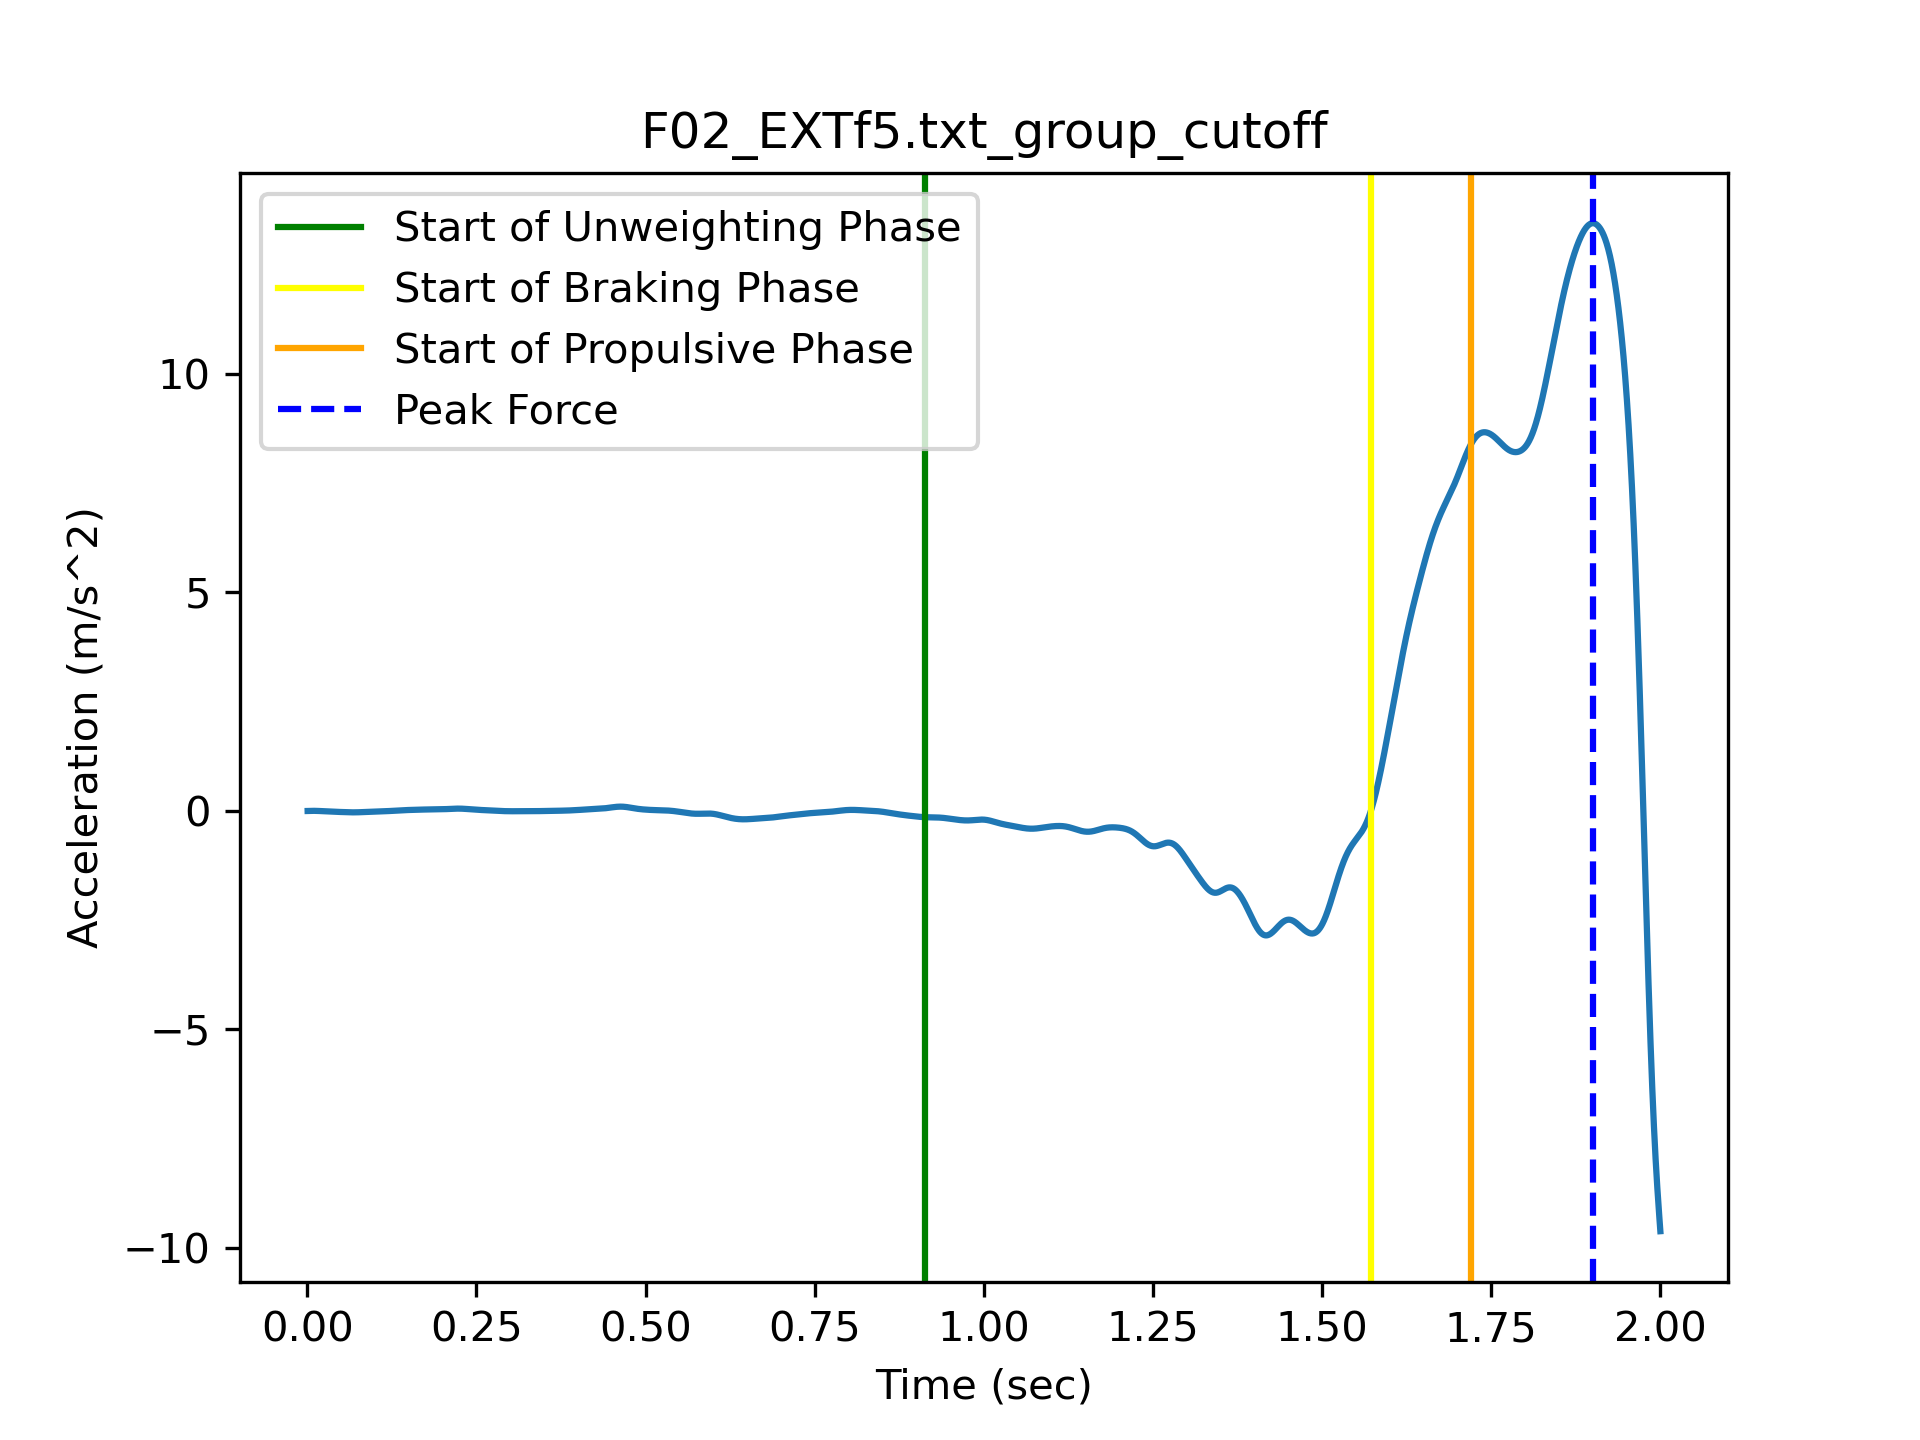 F02_EXTf5.txt_group_cutoff
Start of Unweighting Phase
Start of Braking Phase
Start of Propulsive Phase
Peak Force
10
5
0
−5
−10
Acceleration (m/s^2)
0.00 0.25 0.50 0.75 1.00 1.25 1.50 1.75 2.00
Time (sec)